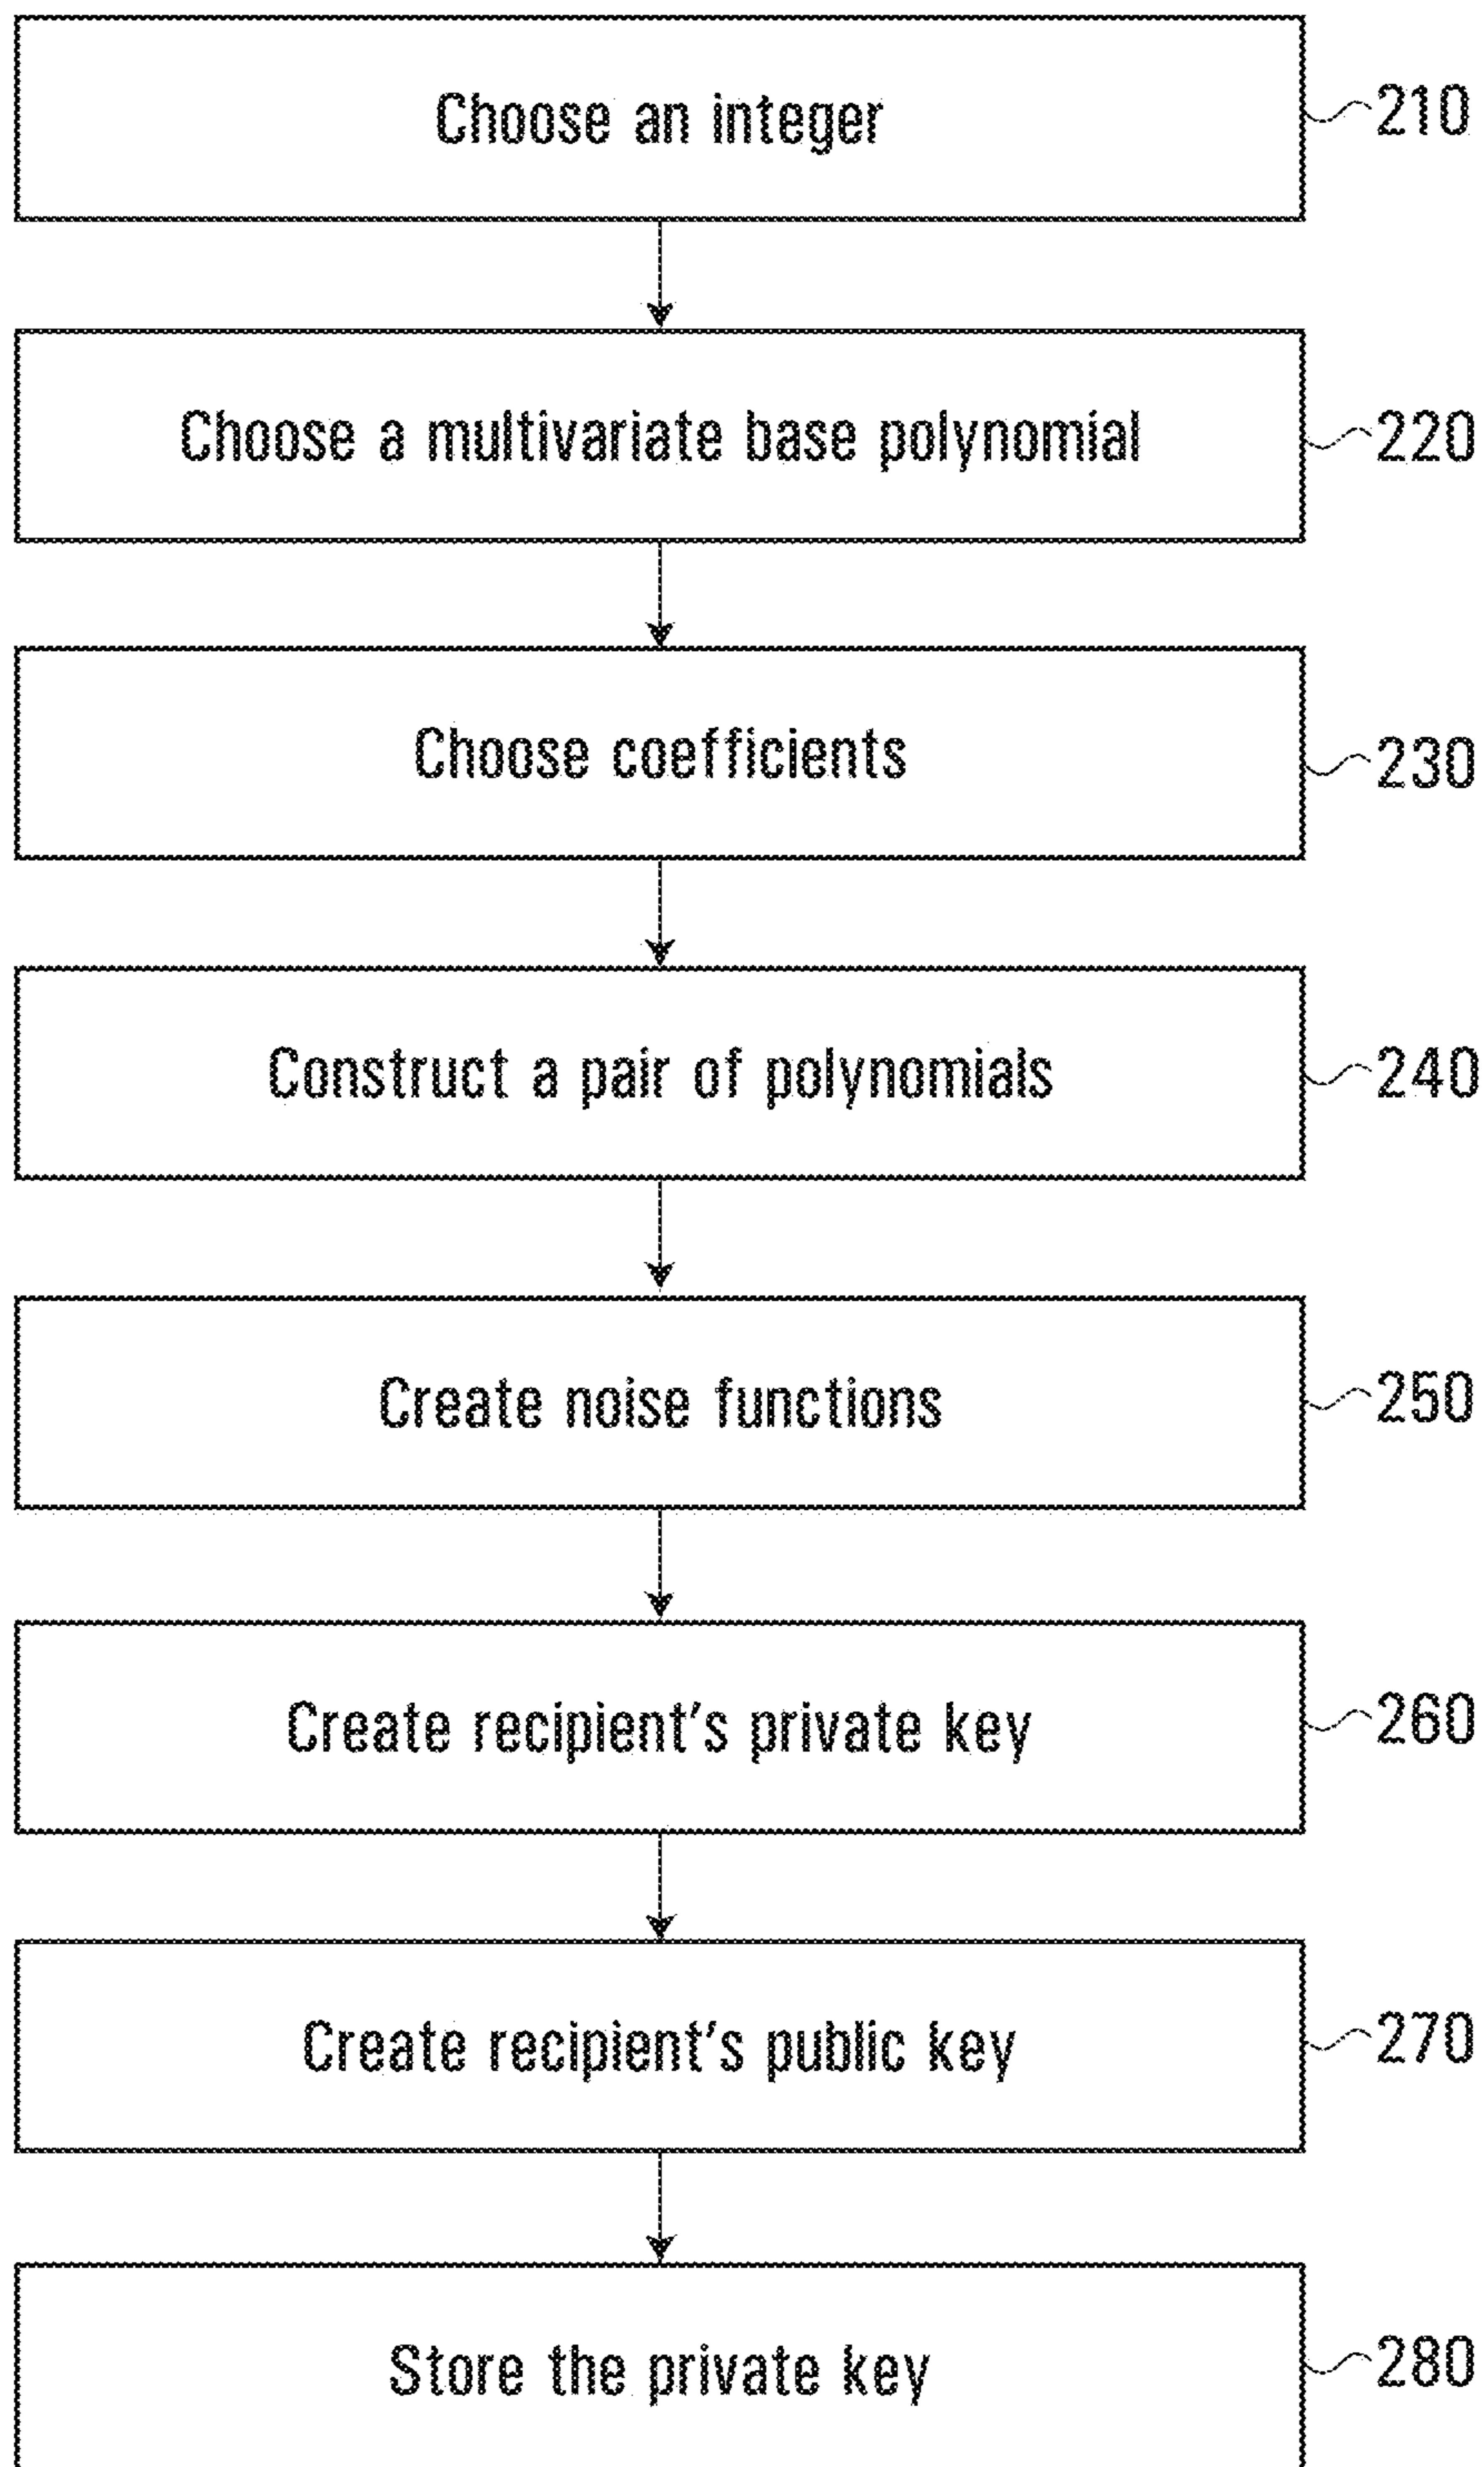 Choose an integer 210
Choose a multivariate base polynomial 220
Choose coefficients 230
Construct a pair of polynomials 240
Create noise functions 250
Create recipient's private key 260
Create recipient's public key 270
Store the private key 280